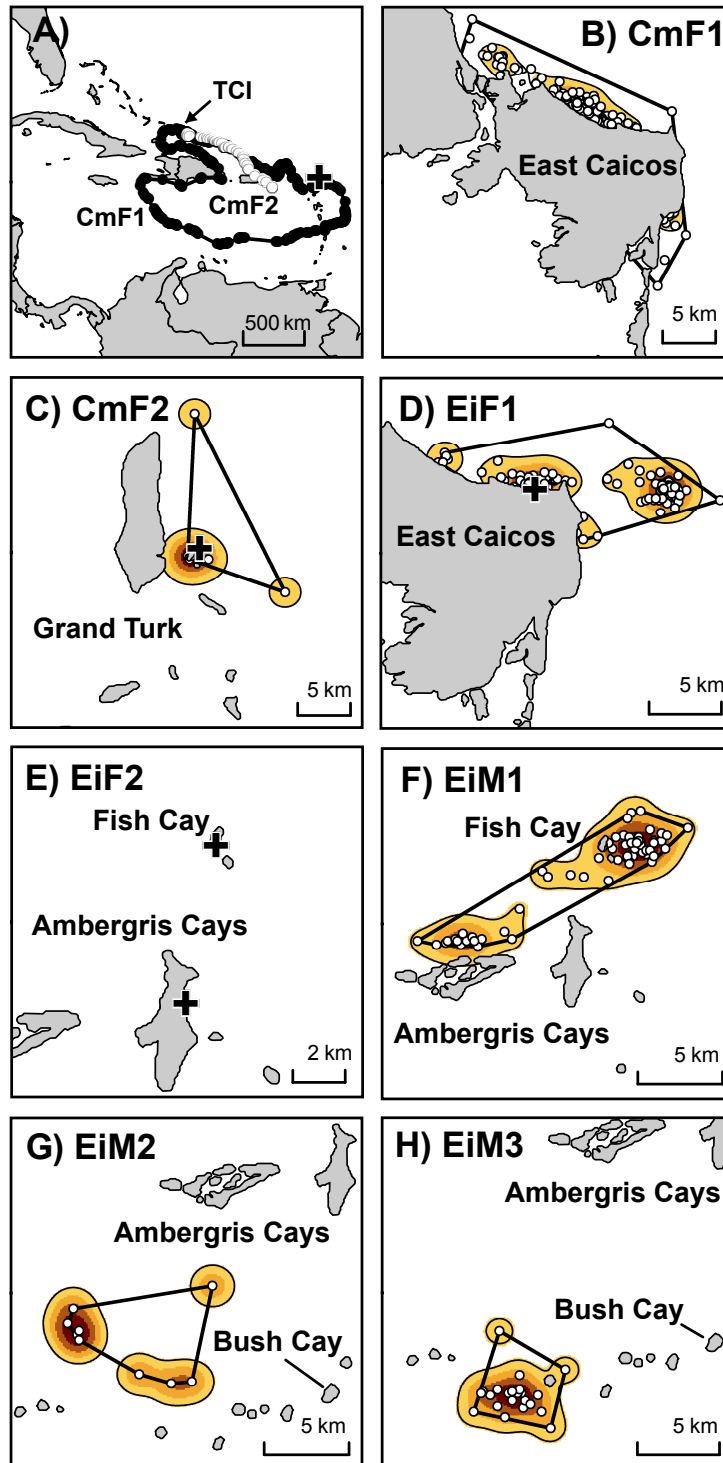 A)
TCI
CmF1
CmF2
500 km
B) CmF1
East Caicos
5 km
C) CmF2
Grand Turk
5 km
D) EiF1
East Caicos
5 km
E) EiF2
Fish Cay
Ambergris Cays
2 km
F) EiM1
Fish Cay
Ambergris Cays
5 km
G) EiM2
Ambergris Cays
Bush Cay
5 km
H) EiM3
Ambergris Cays
Bush Cay
5 km